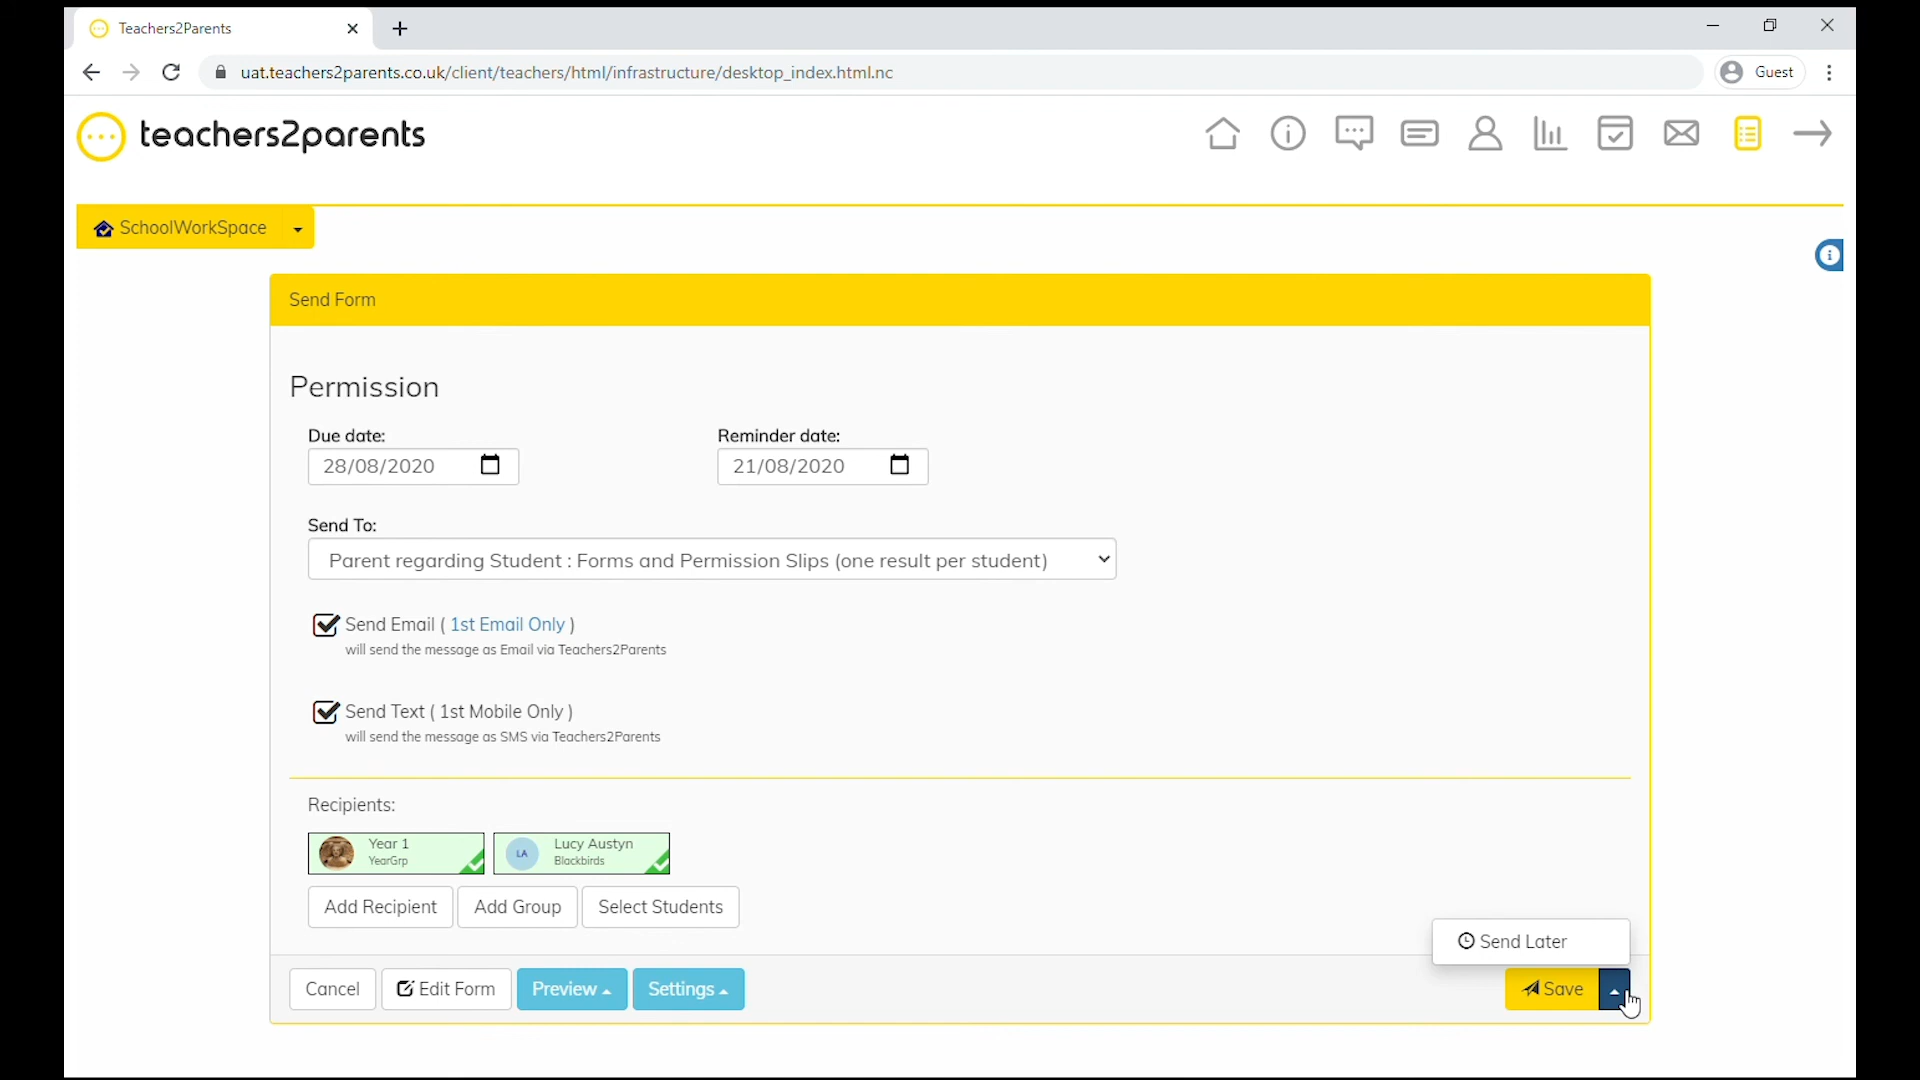 Teachers2Parents
uat.teachers2parents.co.uk/client/teachers/html/infrastructure/desktop_index.html.nc
Guest
teachers2parents
SchoolWorkSpace
Send Form
Permission
Due date:
Reminder date:
28/08/2020
21/08/2020
Send To:
Parent regarding Student : Forms and Permission Slips (one result per student)
Send Email ( 1st Email Only )
will send the message as Email via Teachers2Parents
Send Text ( 1st Mobile Only )
will send the message as SMS via Teachers2Parents
Recipients:
Year 1
YearGrp
LA
Lucy Austyn
Blackbirds
Add Recipient
Add Group
Select Students
Send Later
Cancel
Edit Form
Preview
Settings
Save